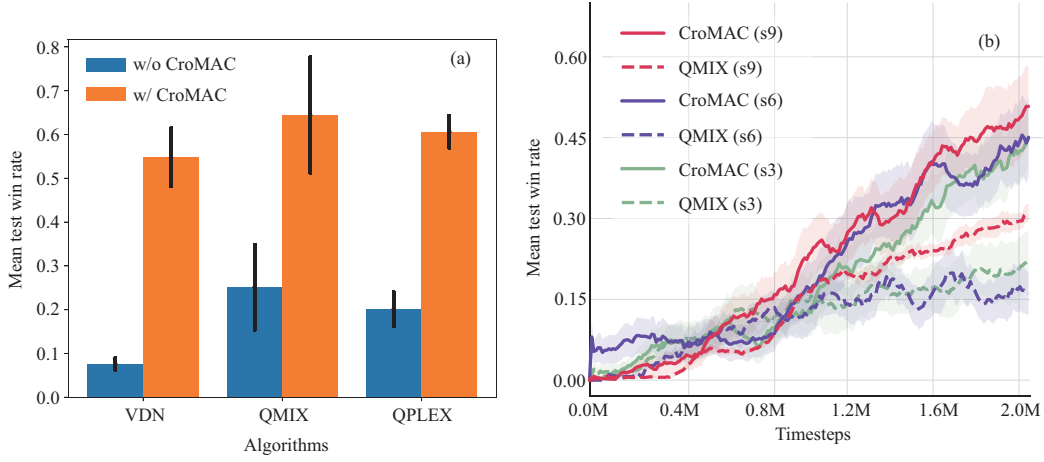 (a)
w/o CroMAC
w/ CroMAC
Mean test win rate
0.8
0.7
0.6
0.5
0.4
0.3
0.2
0.1
0.0
VDN
QMIX
QPLEX
Algorithms
(b)
CroMAC (s9)
QMIX (s9)
CroMAC (s6)
QMIX (s6)
CroMAC (s3)
QMIX (s3)
Mean test win rate
0.60
0.45
0.30
0.15
0.00
0.0M
0.4M
0.8M
1.2M
1.6M
2.0M
Timesteps